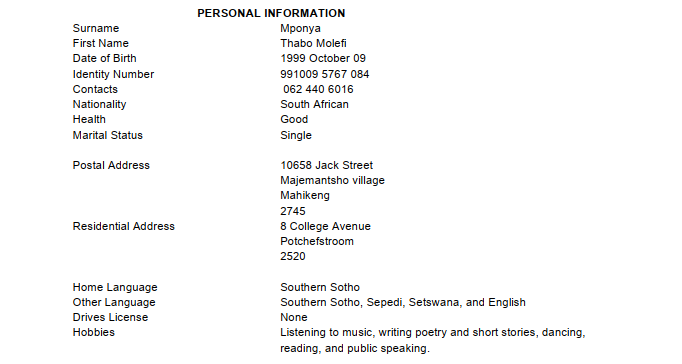 PERSONAL INFORMATION
Surname Mponya
First Name Thabo Molefi
Date of Birth 1999 October 09
Identity Number 991009 5767 084
Contacts 062 440 6016
Nationality South African
Health Good
Marital Status Single
Postal Address 10658 Jack Street
Majemantsho village
Mahikeng
2745
Residential Address 8 College Avenue
Potchefstroom
2520
Home Language Southern Sotho
Other Language Southern Sotho, Sepedi, Setswana, and English
Drives License None
Hobbies Listening to music, writing poetry and short stories, dancing,
reading, and public speaking.